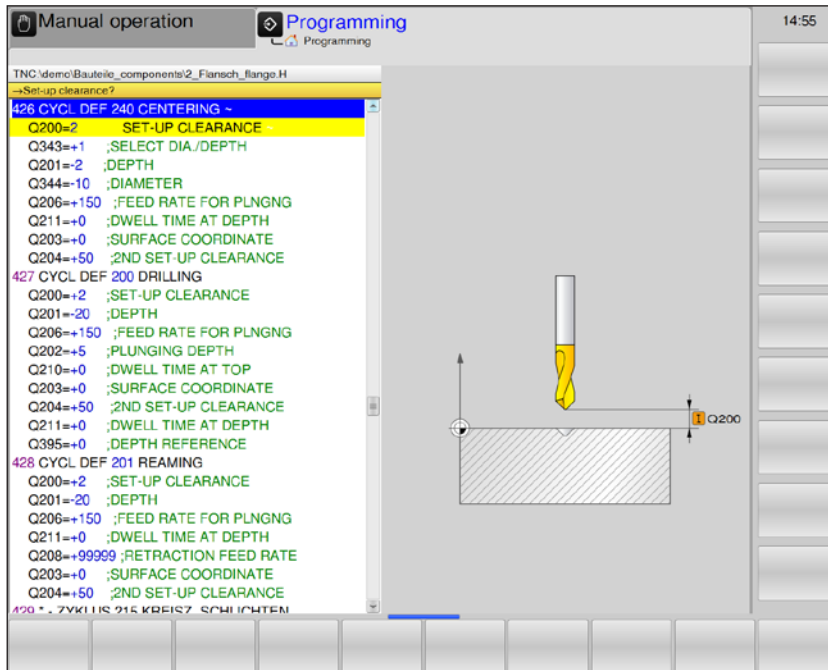 Manual operation
Programming
Programming
14:55
TNC:\demo\Bauteile_components\2_Flansch_flange.H
→Set-up clearance?
426 CYCL DEF 240 CENTERING ~
Q200=2 SET-UP CLEARANCE ~
Q343=+1 ;SELECT DIA./DEPTH
Q201=-2 ;DEPTH
Q344=-10 ;DIAMETER
Q206=+150 ;FEED RATE FOR PLNGNG
Q211=+0 ;DWELL TIME AT DEPTH
Q203=+0 ;SURFACE COORDINATE
Q204=+50 ;2ND SET-UP CLEARANCE
427 CYCL DEF 200 DRILLING
Q200=+2 ;SET-UP CLEARANCE
Q201=-20 ;DEPTH
Q206=+150 ;FEED RATE FOR PLNGNG
Q202=+5 ;PLUNGING DEPTH
Q210=+0 ;DWELL TIME AT TOP
Q203=+0 ;SURFACE COORDINATE
Q204=+50 ;2ND SET-UP CLEARANCE
Q211=+0 ;DWELL TIME AT DEPTH
Q395=+0 ;DEPTH REFERENCE
428 CYCL DEF 201 REAMING
Q200=+2 ;SET-UP CLEARANCE
Q201=-20 ;DEPTH
Q206=+150 ;FEED RATE FOR PLNGNG
Q211=+0 ;DWELL TIME AT DEPTH
Q208=+99999 ;RETRACTION FEED RATE
Q203=+0 ;SURFACE COORDINATE
Q204=+50 ;2ND SET-UP CLEARANCE
429 * - ZYKLUS 215 KREISZ. SCHLICHTEN
I Q200